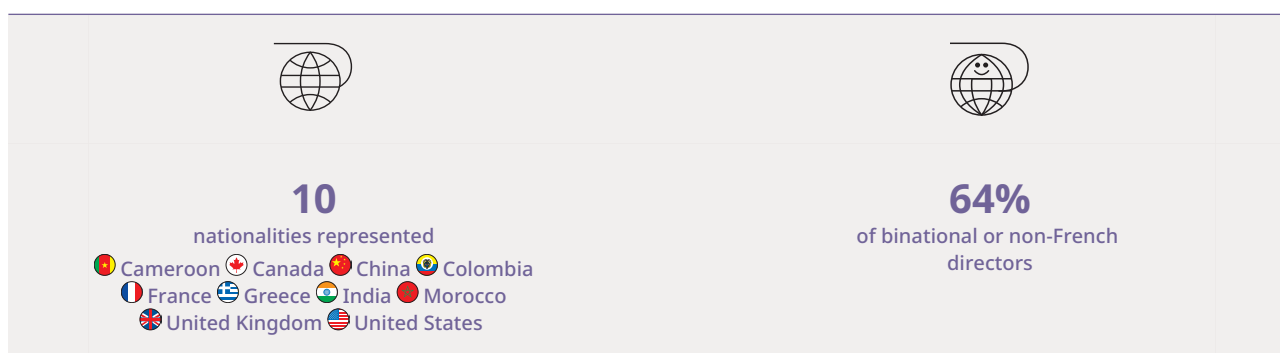 10
nationalities represented
Cameroon Canada China Colombia
France Greece India Morocco
United Kingdom United States
64%
of binational or non-French
directors